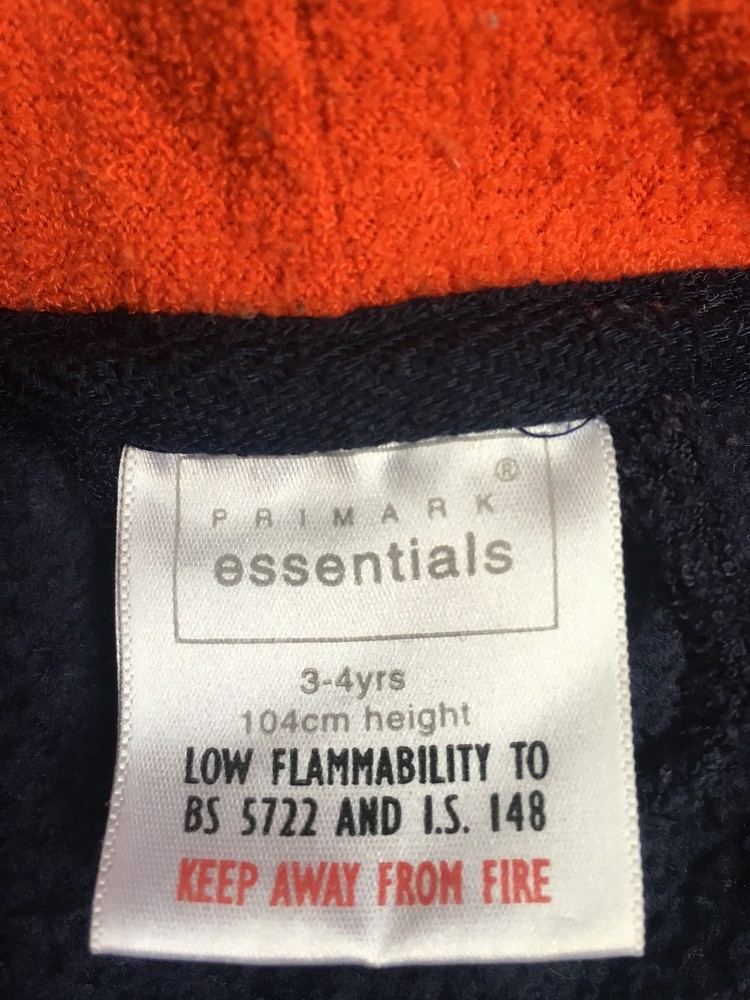 ®
PRIMARK
essentials
3-4yrs
104cm height
LOW FLAMMABILITY TO
BS 5722 AND I.S. 148
KEEP AWAY FROM FIRE